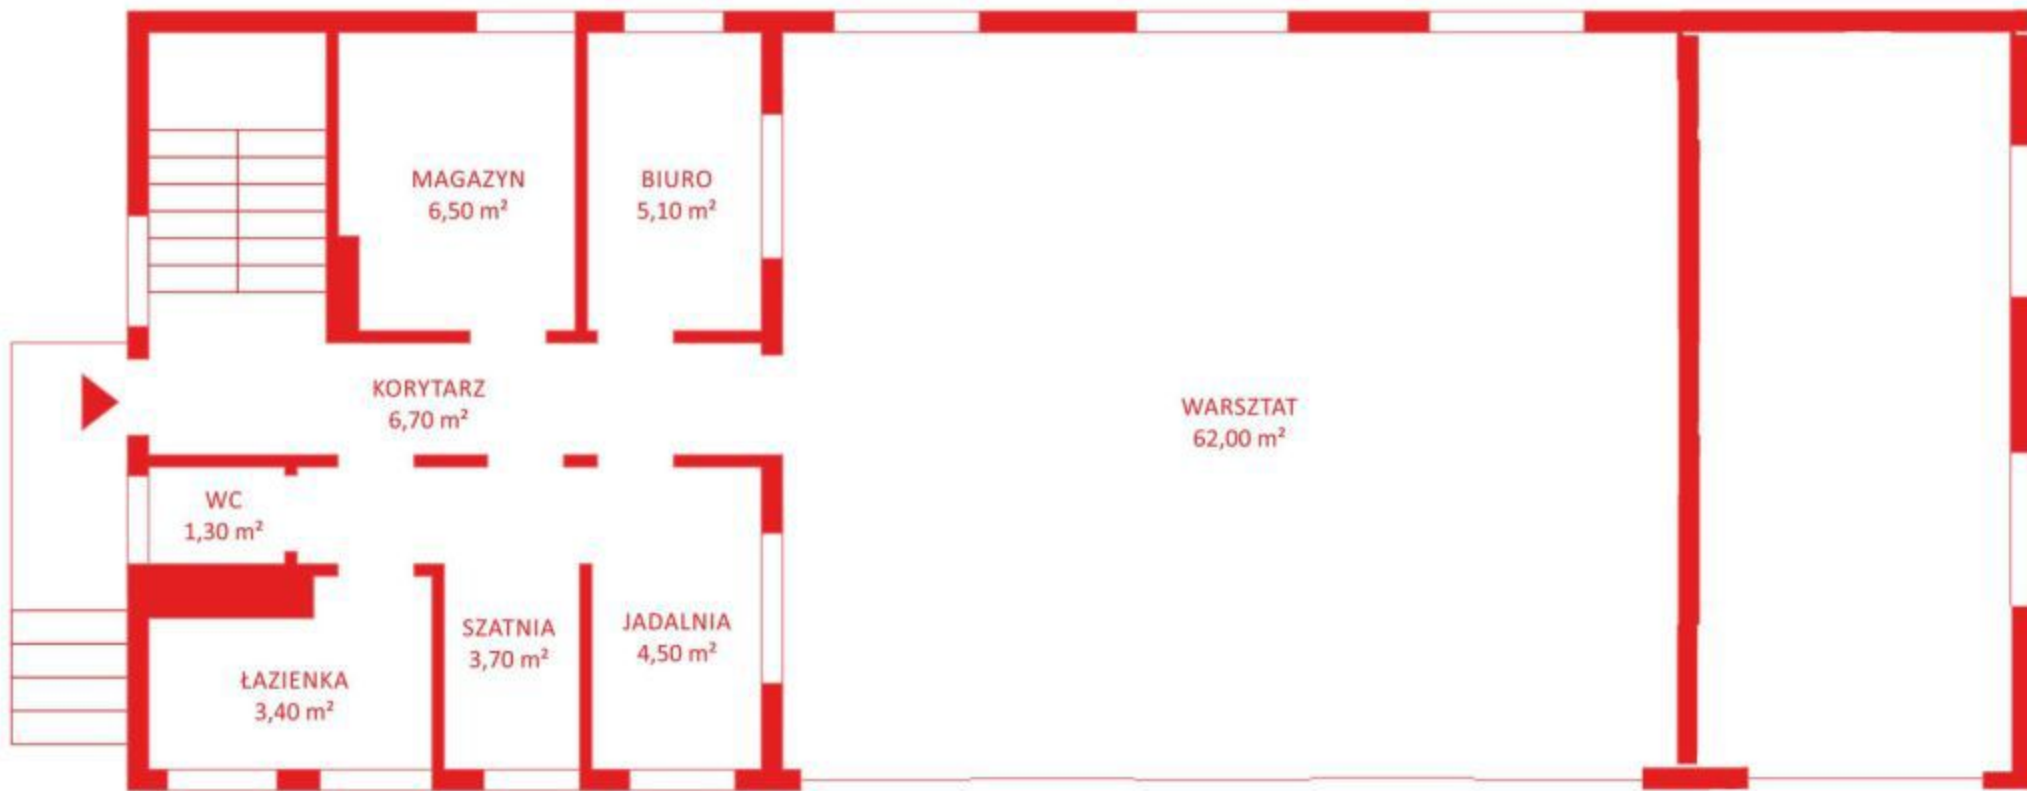 MAGAZYN
6,50 m²
BIURO
5,10 m²
KORYTARZ
6,70 m²
WARSZTAT
62,00 m²
WC
1,30 m²
ŁAZIENKA
3,40 m²
SZATNIA
3,70 m²
JADALNIA
4,50 m²